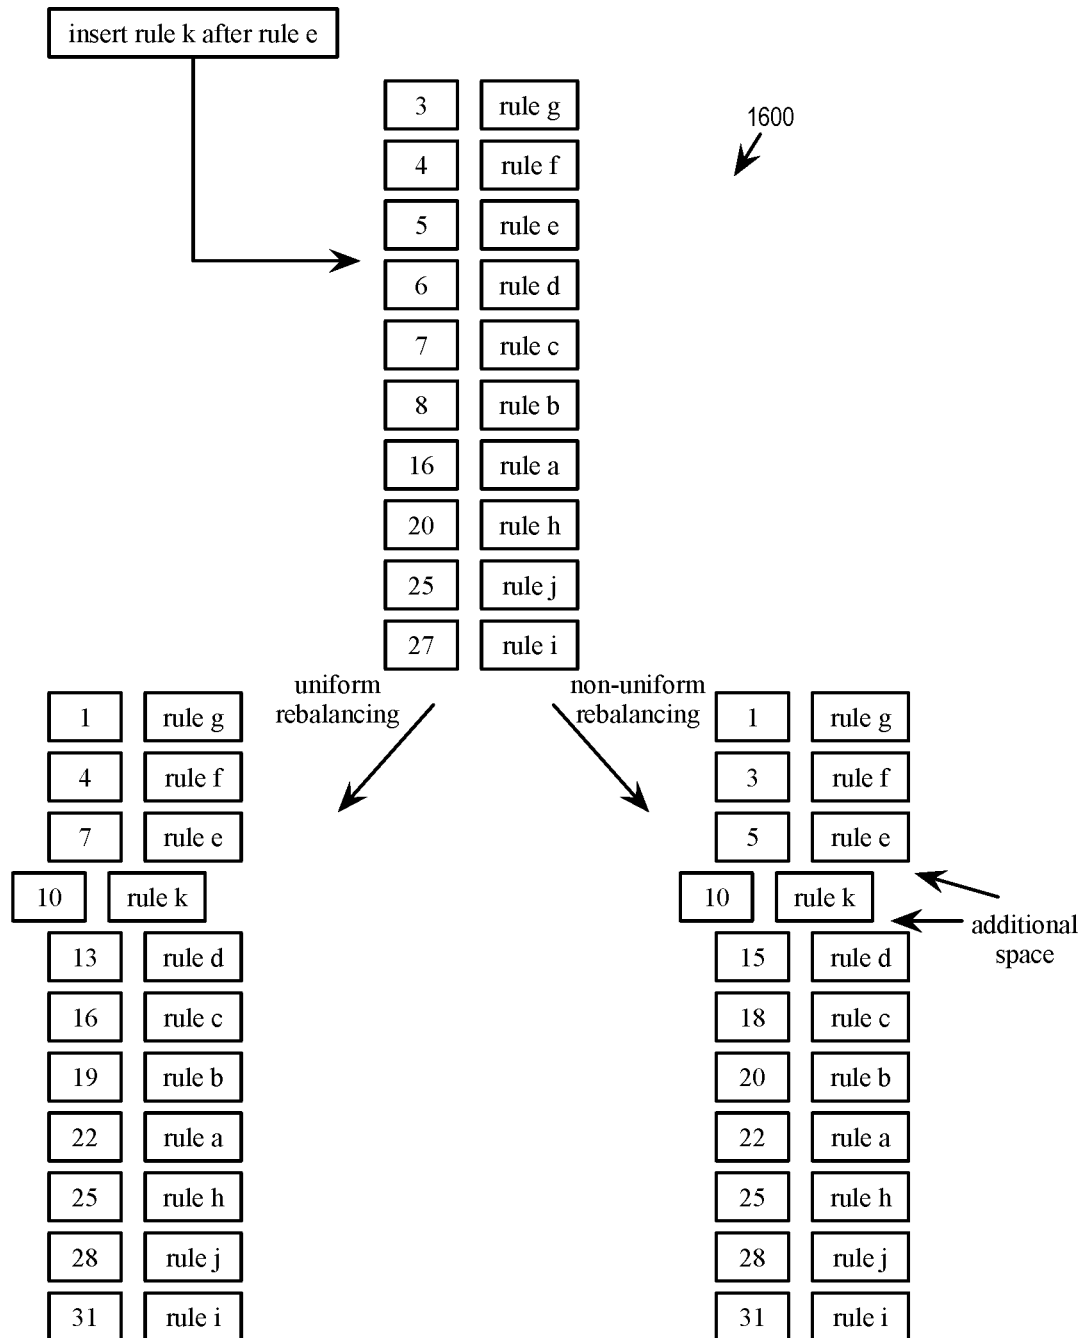 insert rule k after rule e
1600
3 rule g
4 rule f
5 rule e
6 rule d
7 rule c
8 rule b
16 rule a
20 rule h
25 rule j
27 rule i
uniform
rebalancing
non-uniform
rebalancing
1 rule g
4 rule f
7 rule e
10 rule k
13 rule d
16 rule c
19 rule b
22 rule a
25 rule h
28 rule j
31 rule i
1 rule g
3 rule f
5 rule e
10 rule k
additional
space
15 rule d
18 rule c
20 rule b
22 rule a
25 rule h
28 rule j
31 rule i